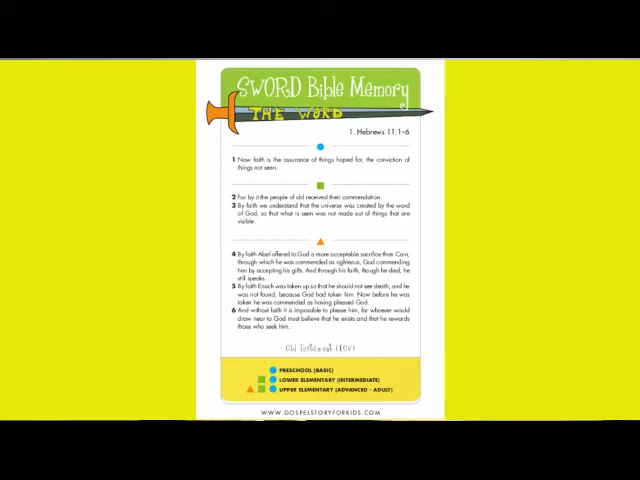 SWORD Bible Memory
THE WORD
1. Hebrews 11:1–6
1 Now faith is the assurance of things hoped for, the conviction of
things not seen.
2 For by it the people of old received their commendation.
3 By faith we understand that the universe was created by the word
of God, so that what is seen was not made out of things that are
visible.
4 By faith Abel offered to God a more acceptable sacrifice than Cain,
through which he was commended as righteous, God commending
him by accepting his gifts. And through his faith, though he died, he
still speaks.
5 By faith Enoch was taken up so that he should not see death, and he
was not found, because God had taken him. Now before he was
taken he was commended as having pleased God.
6 And without faith it is impossible to please him, for whoever would
draw near to God must believe that he exists and that he rewards
those who seek him.
Old Testament (ESV)
PRESCHOOL (BASIC)
LOWER ELEMENTARY (INTERMEDIATE)
UPPER ELEMENTARY (ADVANCED - ADULT)
WWW.GOSPELSTORYFORKIDS.COM